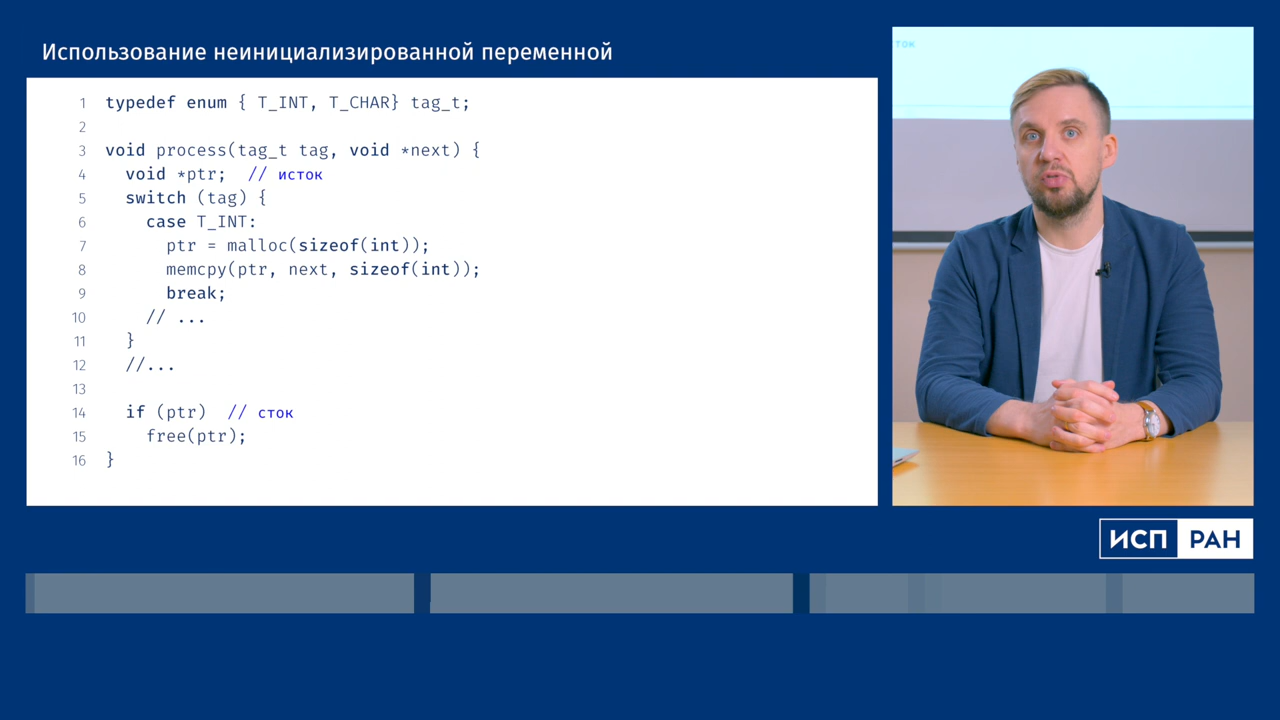 Использование неинициализированной переменной
1 typedef enum { T_INT, T_CHAR} tag_t;
2
3 void process(tag_t tag, void *next) {
4 void *ptr; // исток
5 switch (tag) {
6 case T_INT:
7 ptr = malloc(sizeof(int));
8 memcpy(ptr, next, sizeof(int));
9 break;
10 // ...
11 }
12 //...
13
14 if (ptr) // сток
15 free(ptr);
16 }
ток
ИСП РАН